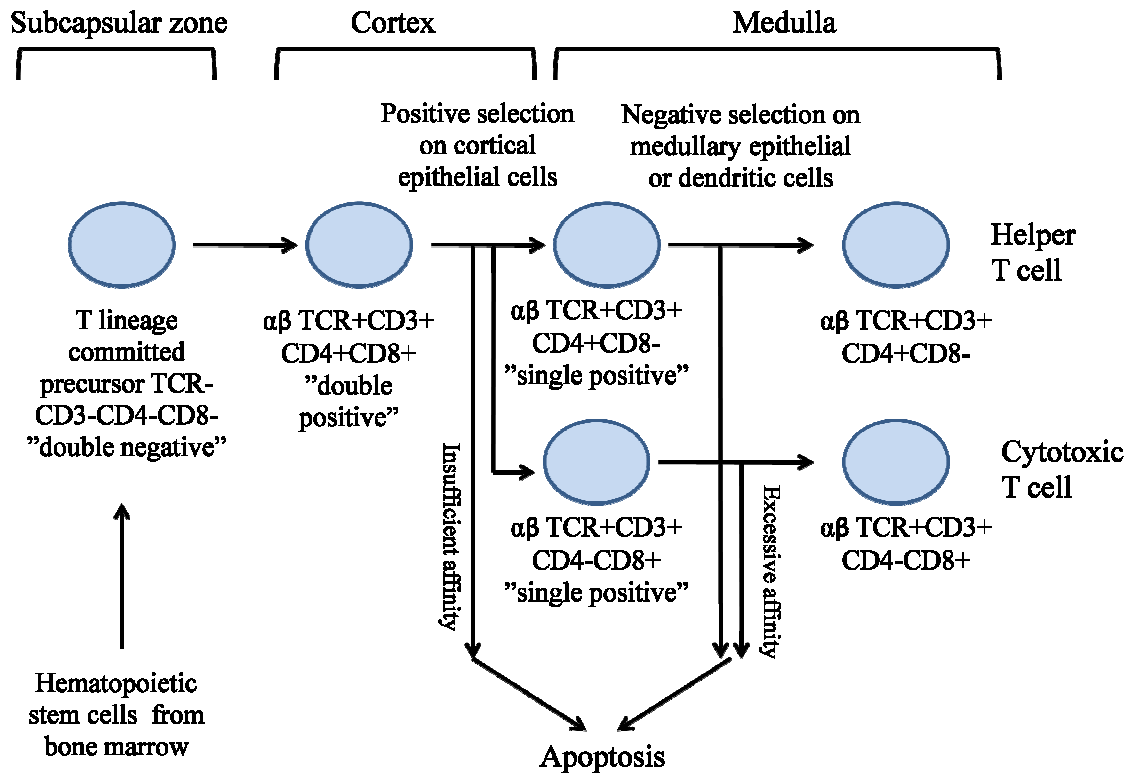 Subcapsular zone
Cortex
Medulla
Positive selection
on cortical
epithelial cells
Negative selection on
medullary epithelial
or dendritic cells
Helper
T cell
T lineage
committed
precursor TCR-
CD3-CD4-CD8-
”double negative”
αβ TCR+CD3+
CD4+CD8+
”double
positive”
αβ TCR+CD3+
CD4+CD8-
”single positive”
αβ TCR+CD3+
CD4+CD8-
Cytotoxic
T cell
Insufficient affinity
αβ TCR+CD3+
CD4-CD8+
”single positive”
Excessive affinity
αβ TCR+CD3+
CD4-CD8+
Hematopoietic
stem cells from
bone marrow
Apoptosis